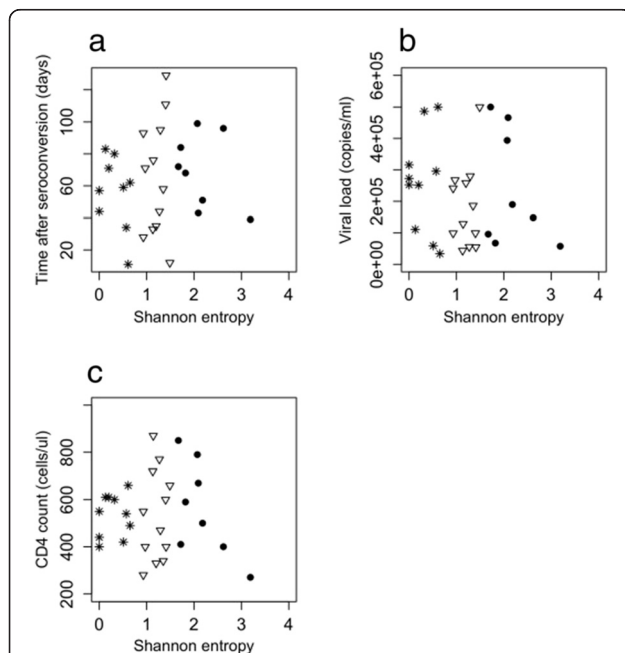 a
Time after seroconversion (days)
20 60 100
0 1 2 3 4
Shannon entropy
b
Viral load (copies/ml)
0e+00 2e+05 4e+05 6e+05
0 1 2 3 4
Shannon entropy
c
CD4 count (cells/ul)
200 400 600 800
0 1 2 3 4
Shannon entropy